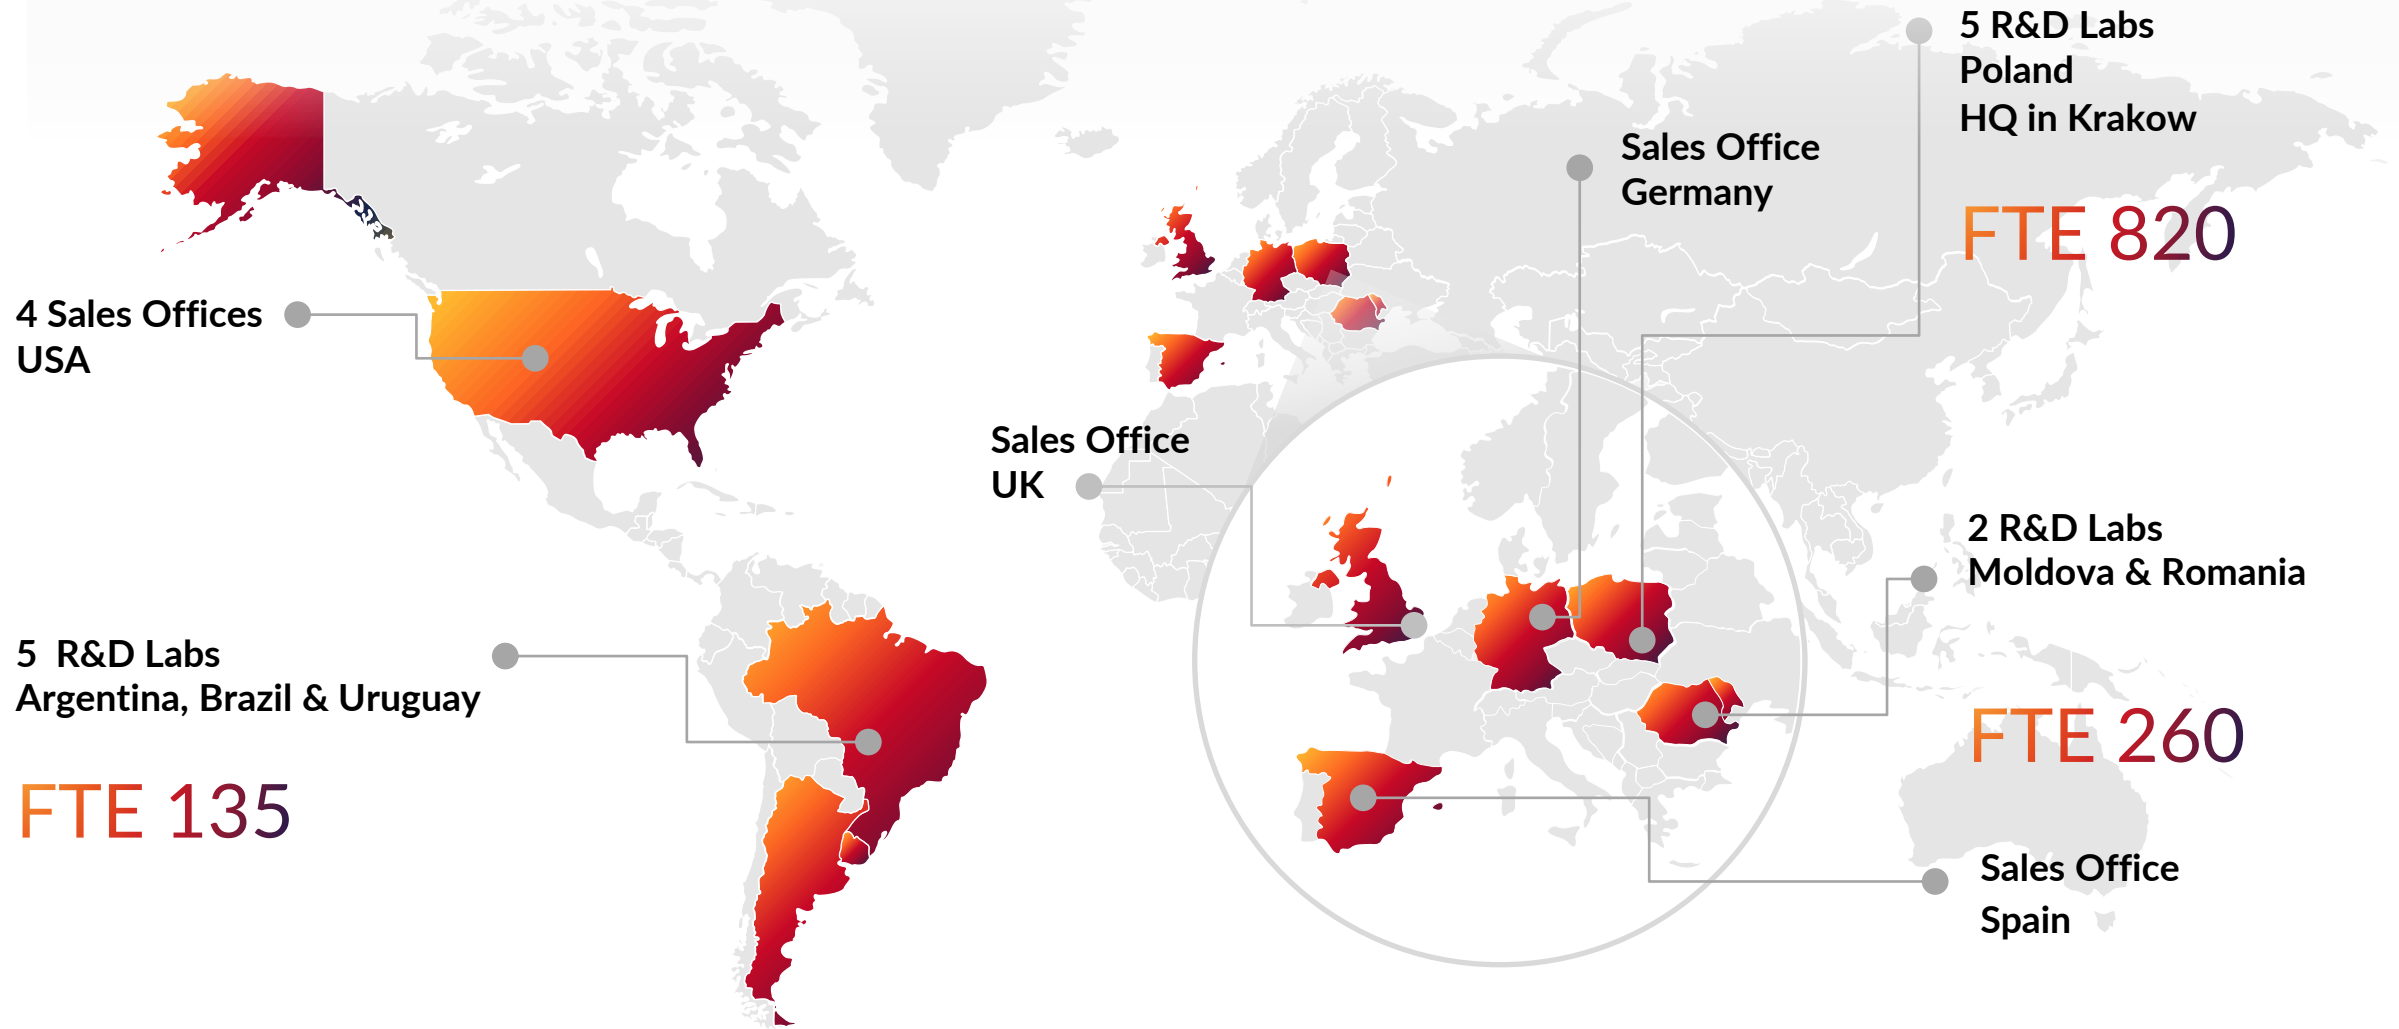 5 R&D Labs
Poland
HQ in Krakow
FTE 820
Sales Office
Germany
4 Sales Offices
USA
Sales Office
UK
2 R&D Labs
Moldova & Romania
FTE 260
5 R&D Labs
Argentina, Brazil & Uruguay
FTE 135
Sales Office
Spain